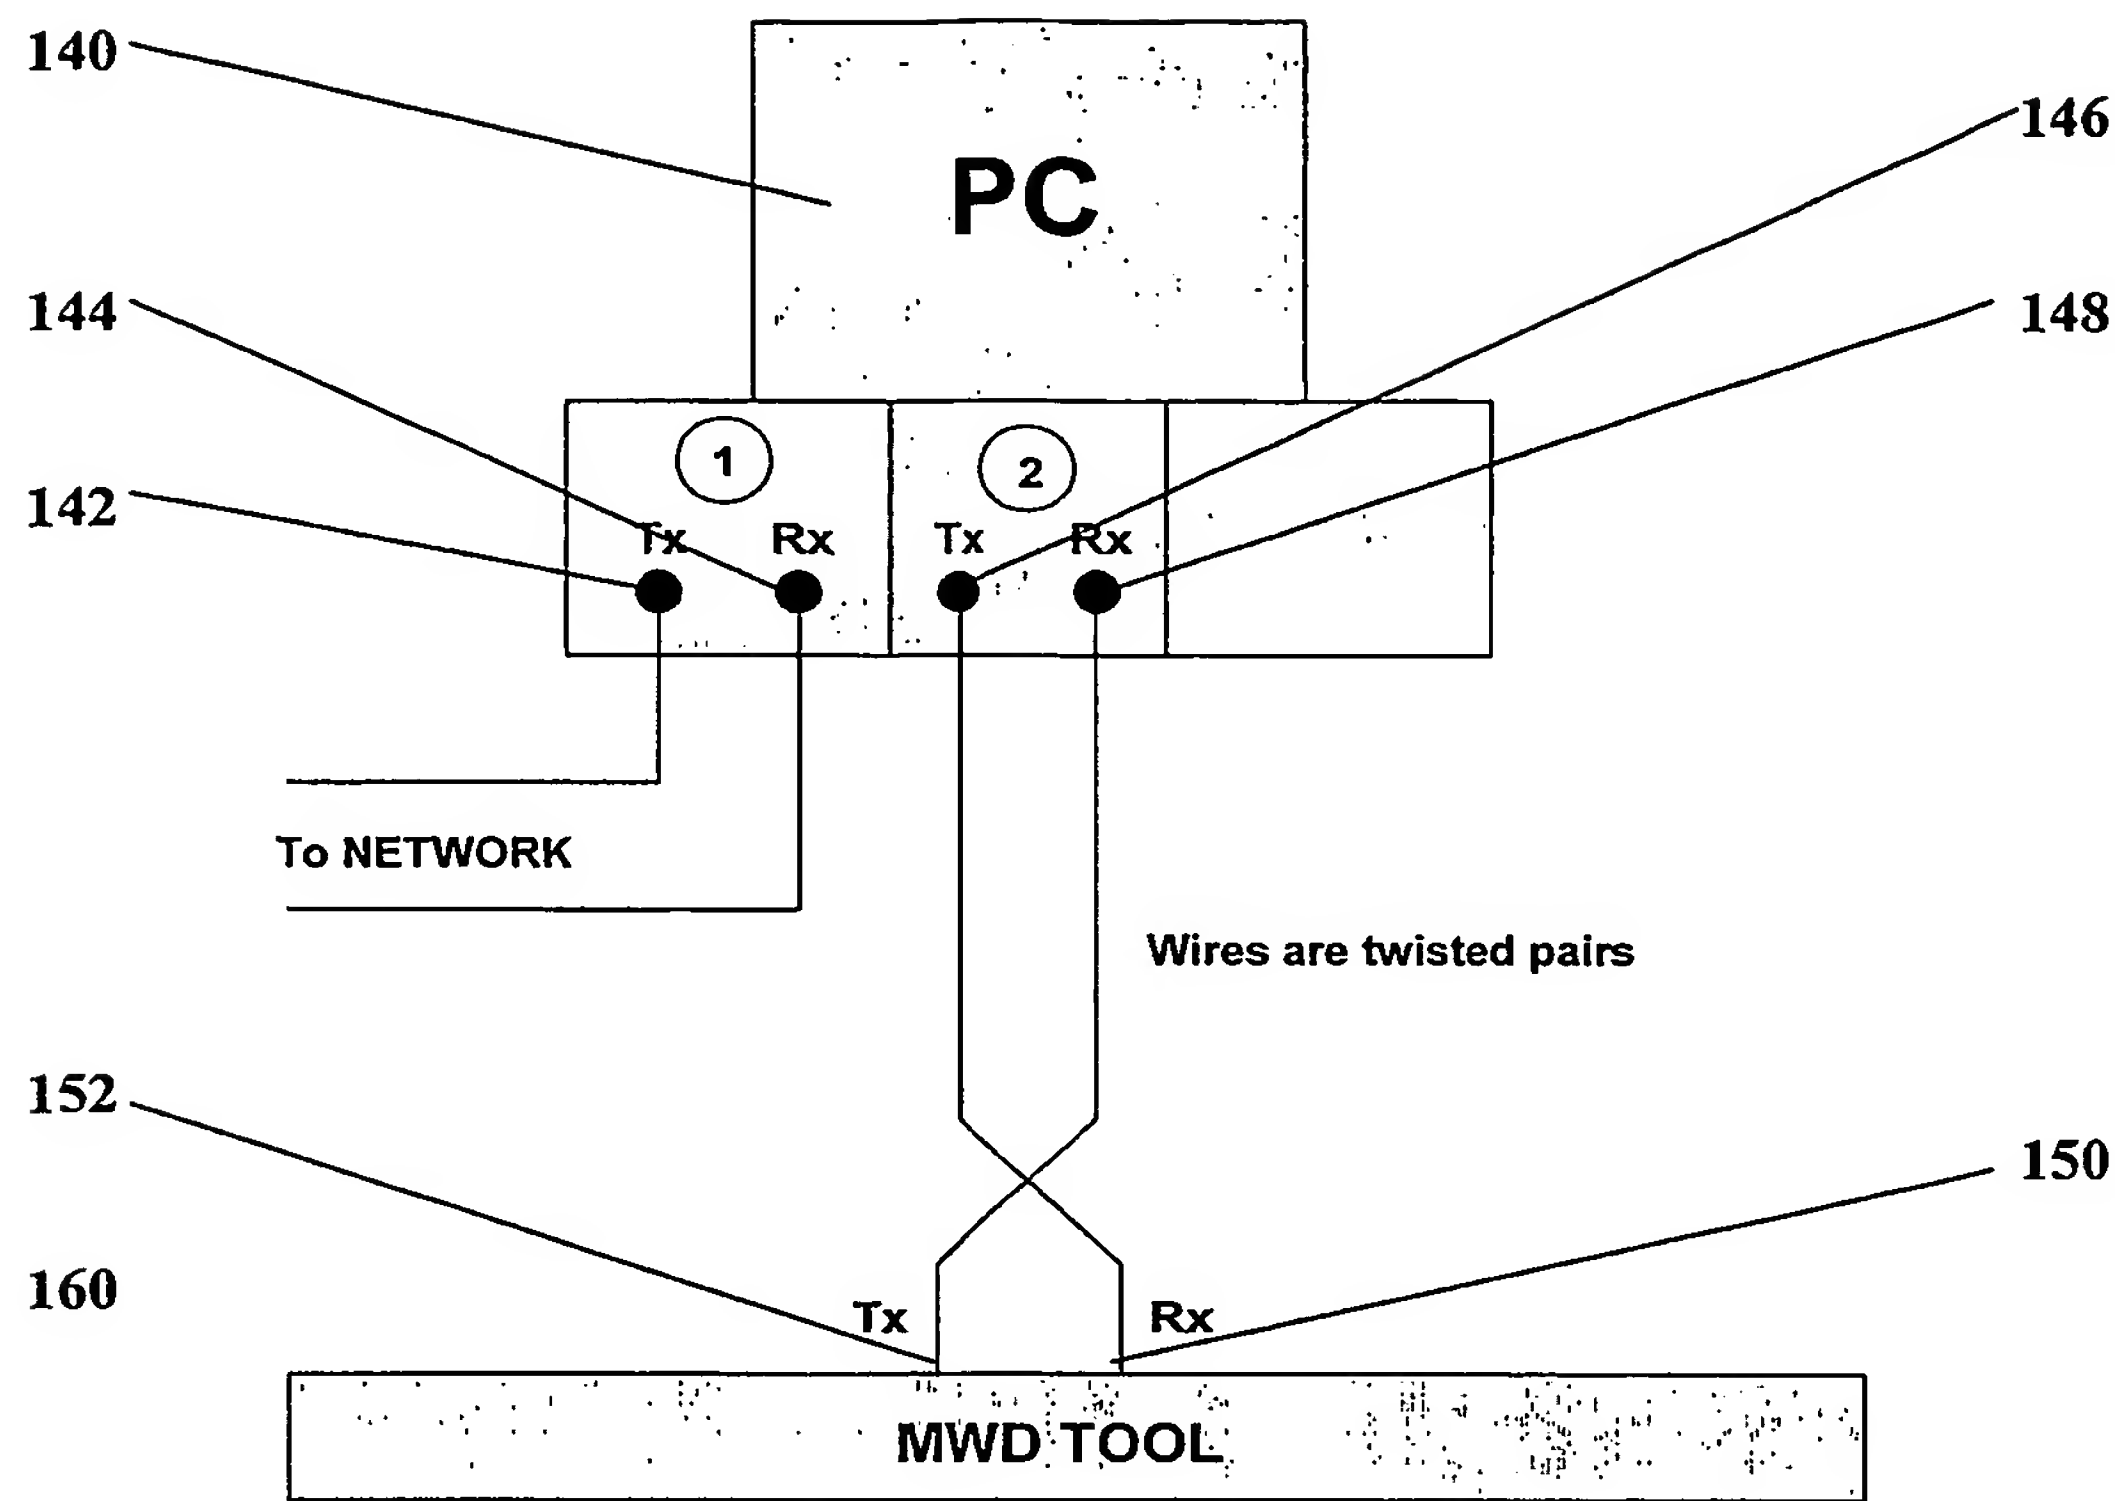 140
PC
146
144
148
1
2
142
Tx Rx Tx Rx
To NETWORK
Wires are twisted pairs
152
150
160
Tx Rx
MWD TOOL